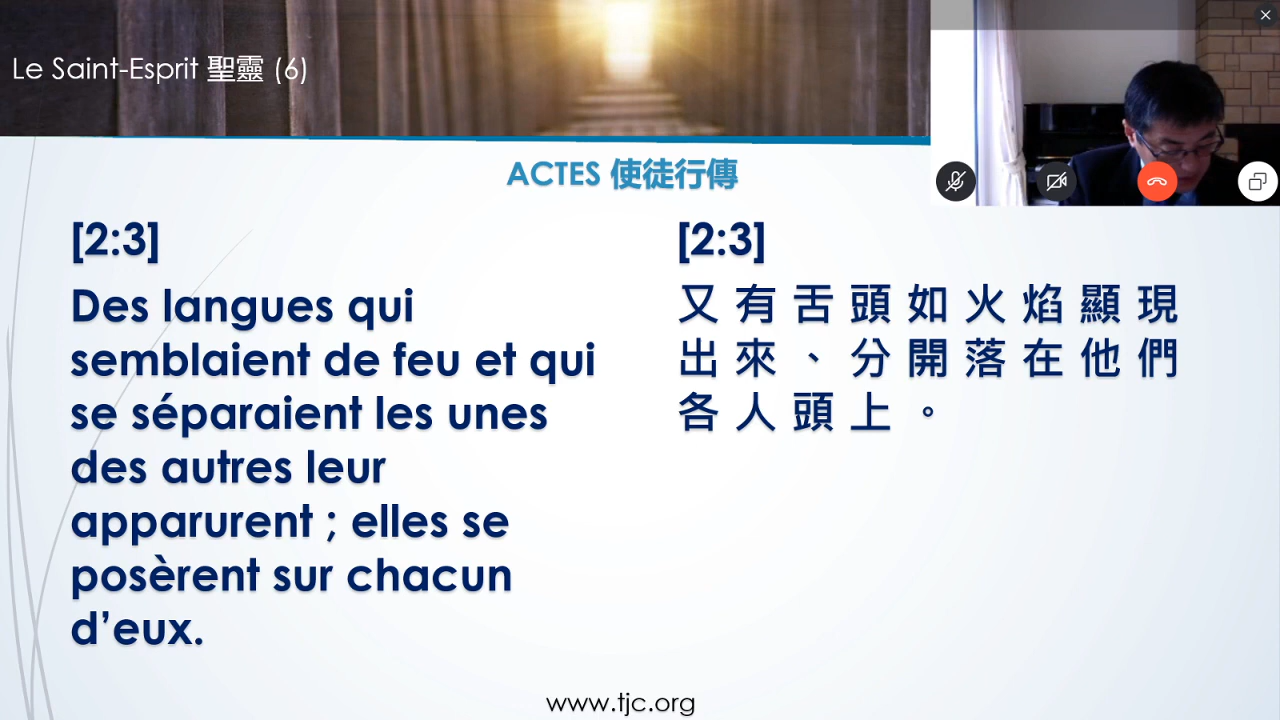 Le Saint-Esprit 聖靈 (6)
ACTES 使徒行傳
[2:3]
Des langues qui
semblaient de feu et qui
se séparaient les unes
des autres leur
apparurent ; elles se
posèrent sur chacun
d’eux.
[2:3]
又有舌頭如火焰顯現
出來、分開落在他們
各人頭上。
www.tjc.org